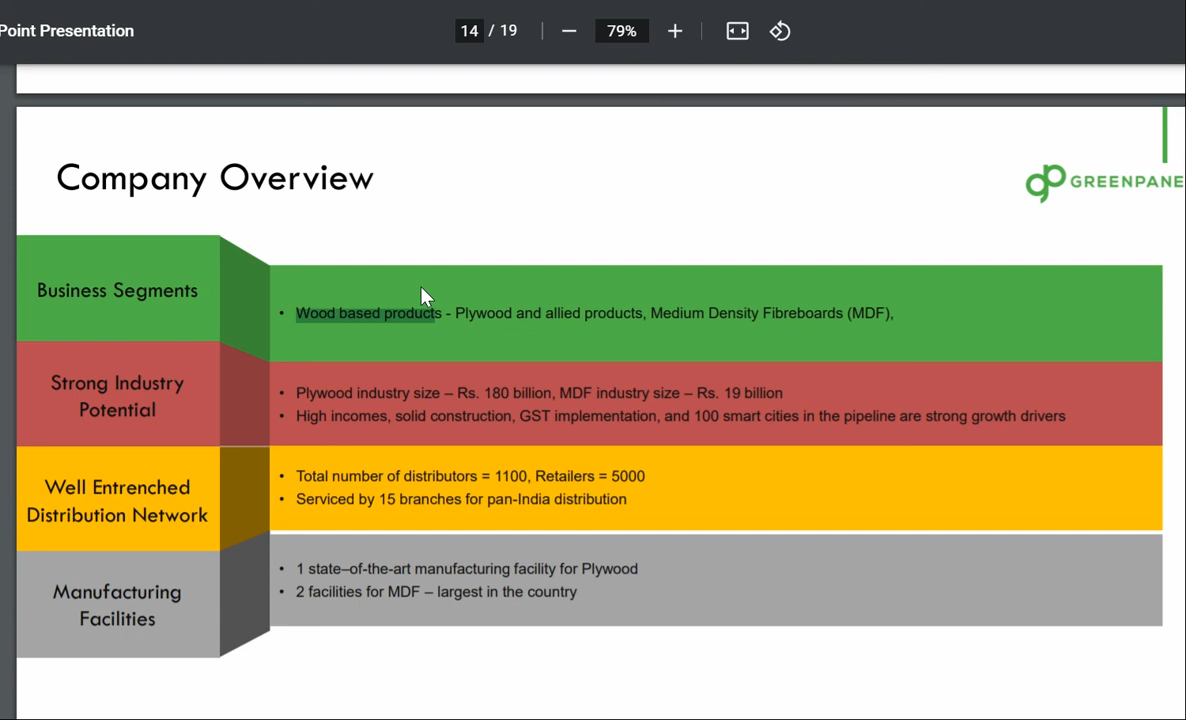 Point Presentation
14 / 19
79%
Company Overview
GREENPANE
Business Segments
• Wood based products - Plywood and allied products, Medium Density Fibreboards (MDF),
Strong Industry
Potential
• Plywood industry size – Rs. 180 billion, MDF industry size – Rs. 19 billion
• High incomes, solid construction, GST implementation, and 100 smart cities in the pipeline are strong growth drivers
Well Entrenched
Distribution Network
• Total number of distributors = 1100, Retailers = 5000
• Serviced by 15 branches for pan-India distribution
Manufacturing
Facilities
• 1 state–of-the-art manufacturing facility for Plywood
• 2 facilities for MDF – largest in the country